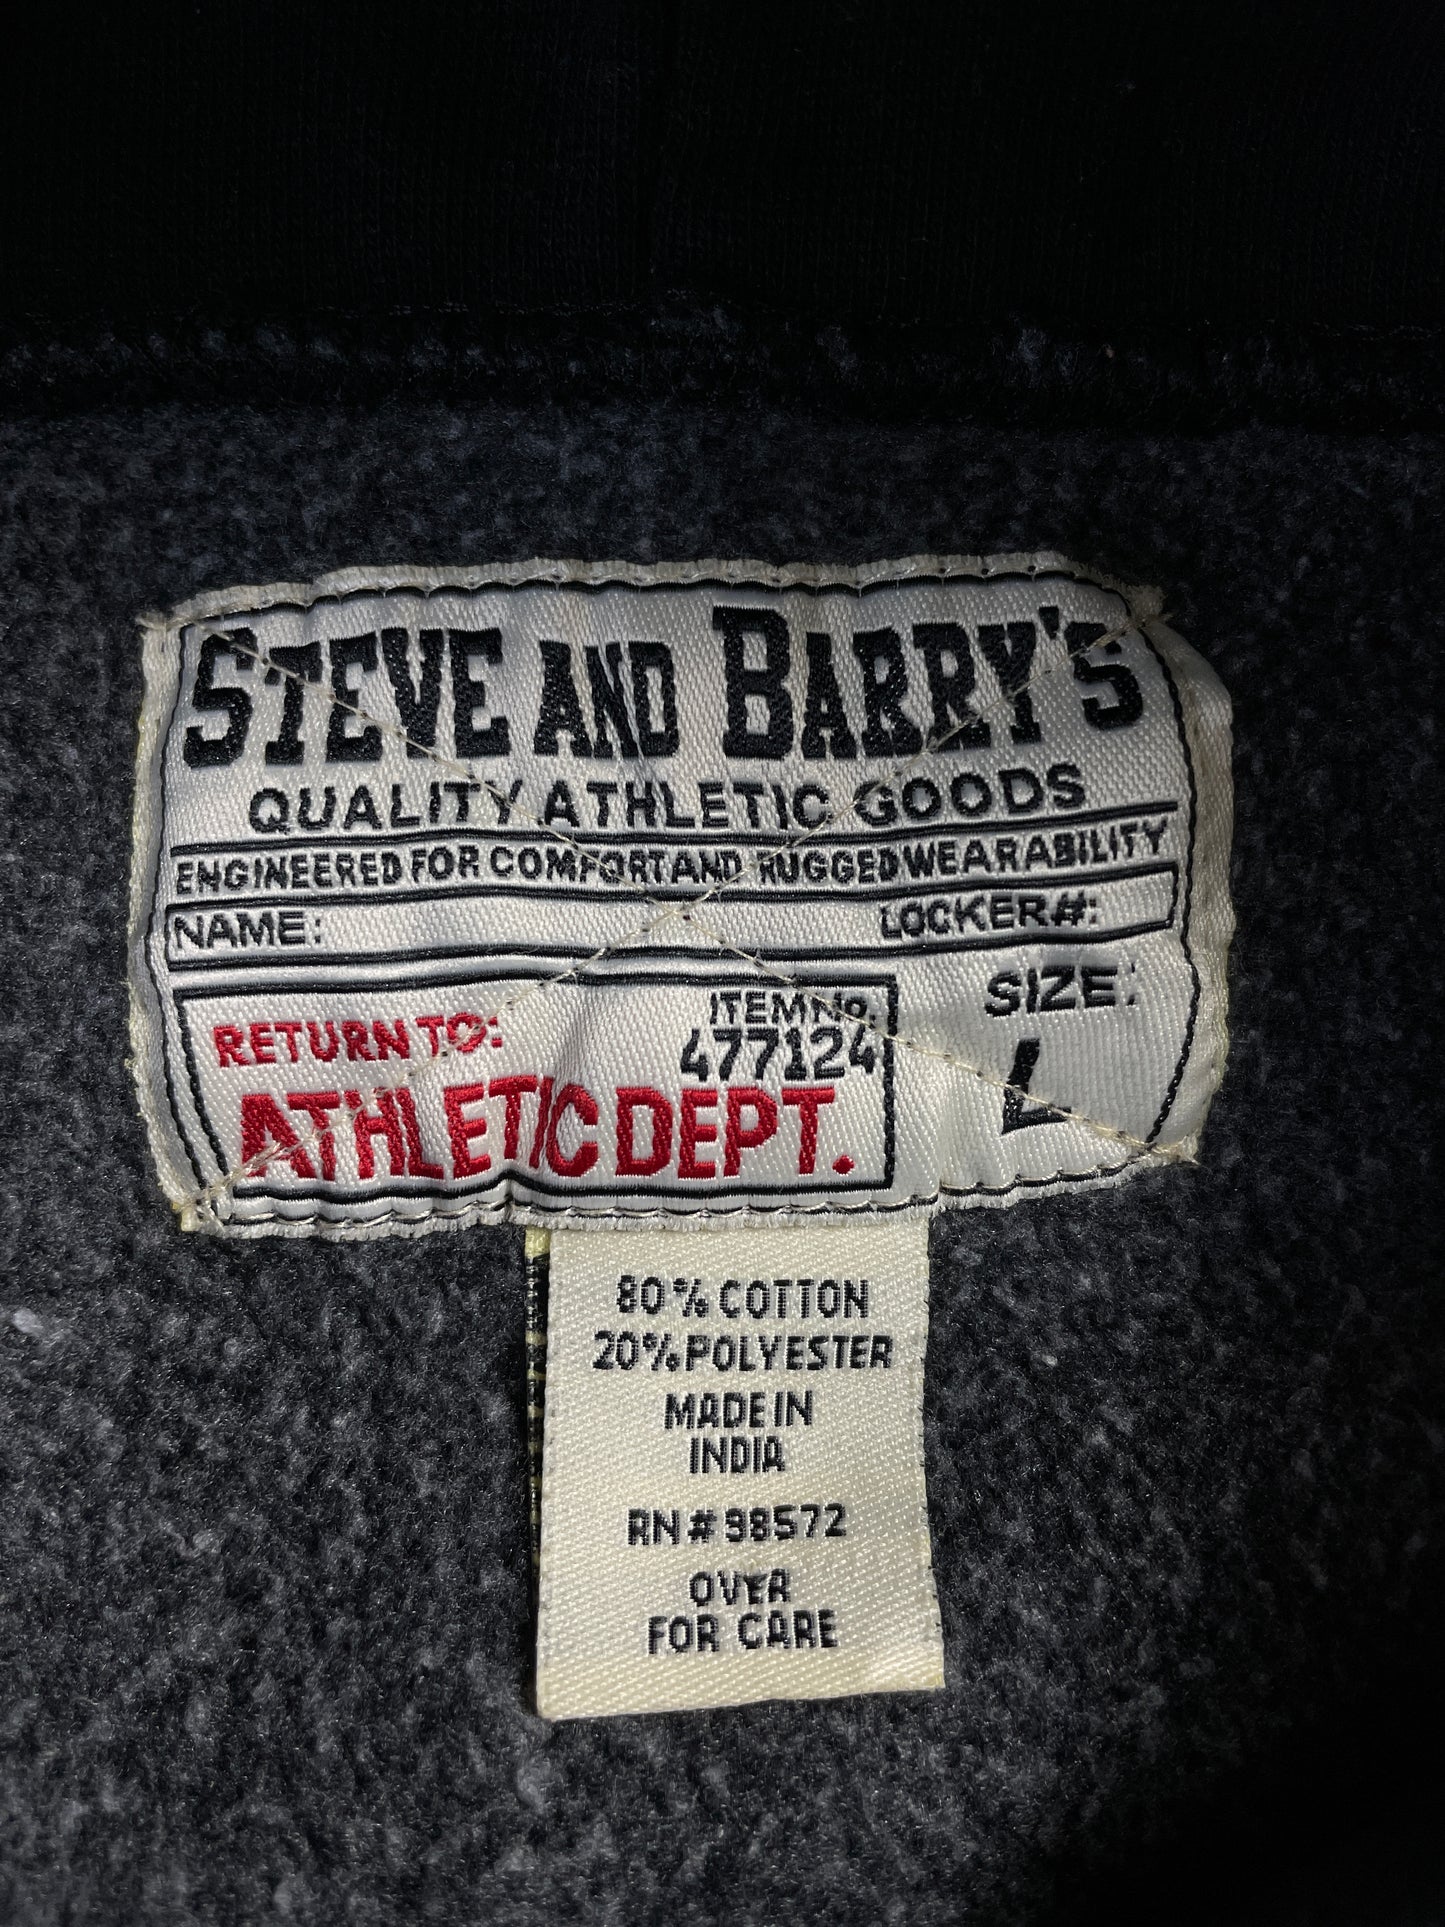 STEVE AND BARRY'S
QUALITY ATHLETIC GOODS
ENGINEERED FOR COMFORT AND RUGGED WEARABILITY
NAME: LOCKER#:
RETURN TO: ITEM No.
477124
ATHLETIC DEPT.
SIZE:
L
80% COTTON
20% POLYESTER
MADE IN
INDIA
RN# 98572
OVER
FOR CARE